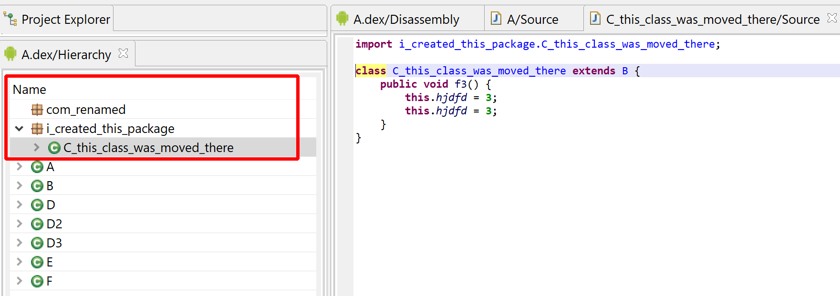 Project Explorer
A.dex/Hierarchy
Name
com_renamed
i_created_this_package
C_this_class_was_moved_there
A
B
D
D2
D3
E
F
A.dex/Disassembly
A/Source
C_this_class_was_moved_there/Source
import i_created_this_package.C_this_class_was_moved_there;
class C_this_class_was_moved_there extends B {
public void f3() {
this.hjdfd = 3;
this.hjdfd = 3;
}
}